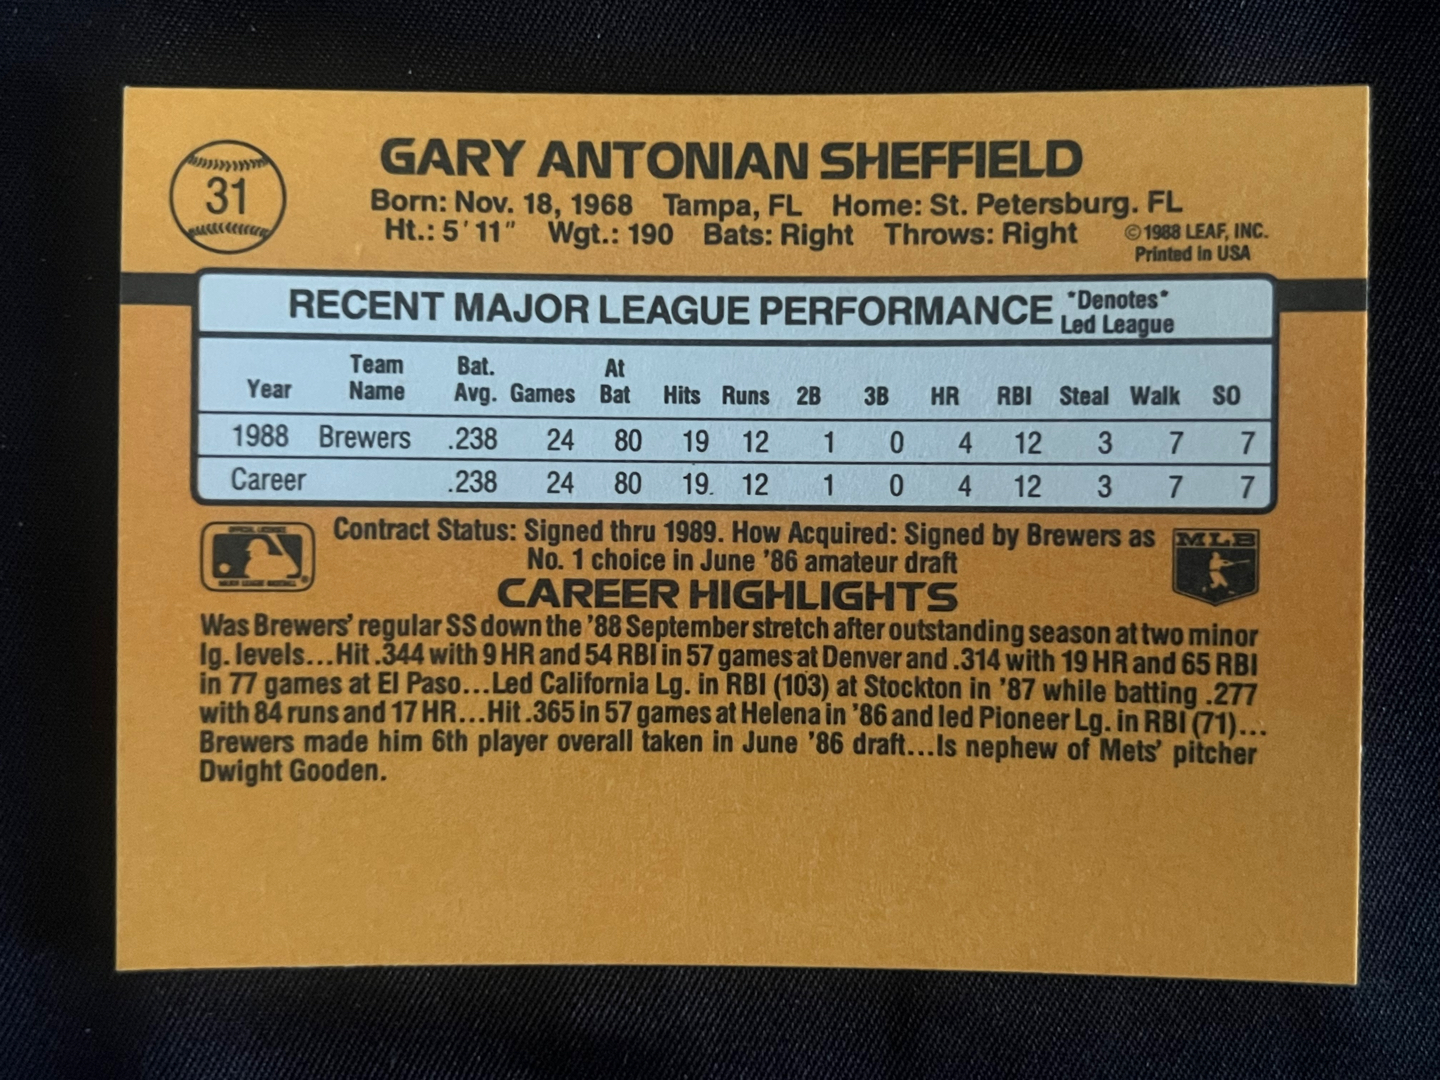 31
GARY ANTONIAN SHEFFIELD
Born: Nov. 18, 1968 Tampa, FL Home: St. Petersburg. FL
Ht.: 5'11" Wgt.: 190 Bats: Right Throws: Right
©1988 LEAF, INC.
Printed in USA
RECENT MAJOR LEAGUE PERFORMANCE
*Denotes*
Led League
Year Team Name Bat. Avg. Games At Bat Hits Runs 2B 3B HR RBI Steal Walk SO
1988 Brewers .238 24 80 19 12 1 0 4 12 3 7 7
Career .238 24 80 19. 12 1 0 4 12 3 7 7
Contract Status: Signed thru 1989. How Acquired: Signed by Brewers as
No. 1 choice in June '86 amateur draft
MLB
CAREER HIGHLIGHTS
Was Brewers' regular SS down the '88 September stretch after outstanding season at two minor
lg. levels...Hit .344 with 9 HR and 54 RBI in 57 games at Denver and .314 with 19 HR and 65 RBI
in 77 games at El Paso...Led California Lg. in RBI (103) at Stockton in '87 while batting .277
with 84 runs and 17 HR...Hit .365 in 57 games at Helena in '86 and led Pioneer Lg. in RBI (71)...
Brewers made him 6th player overall taken in June '86 draft...Is nephew of Mets' pitcher
Dwight Gooden.